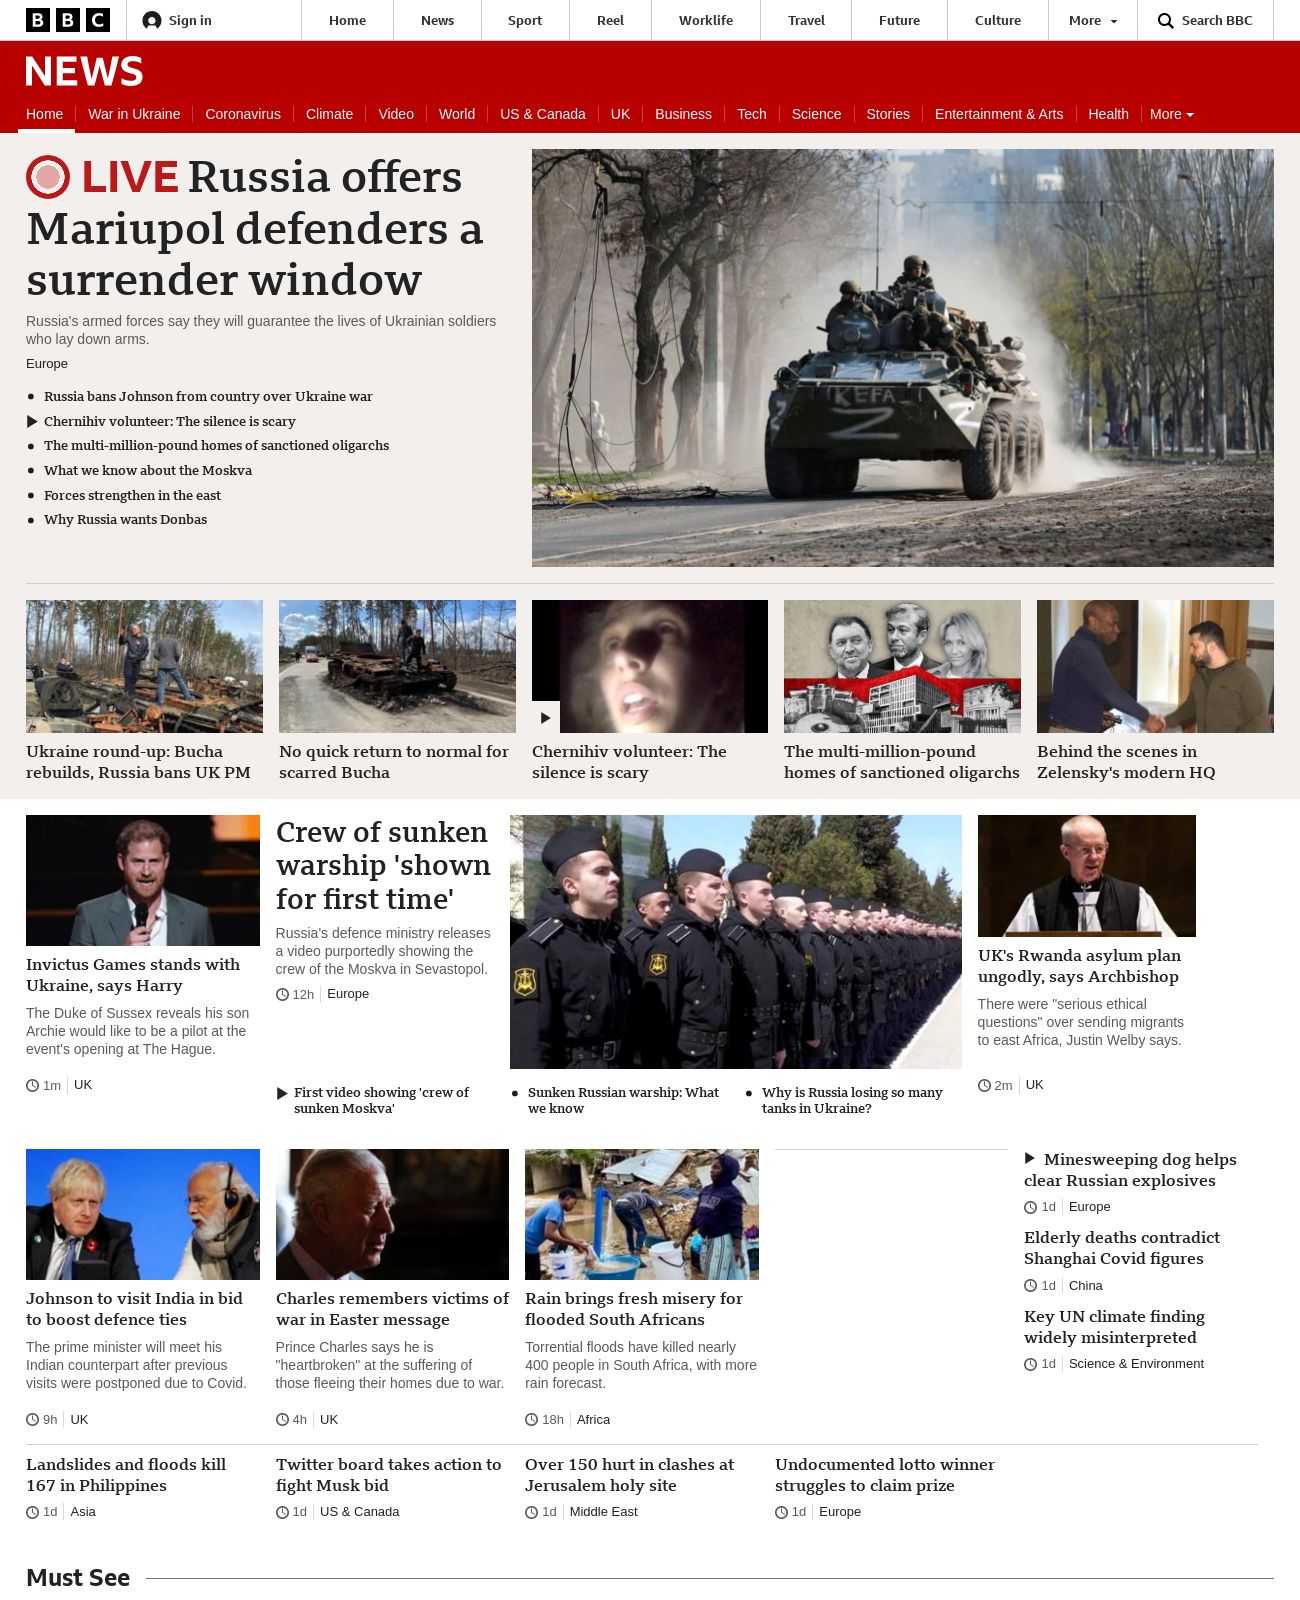 BBC
Sign in
Home
News
Sport
Reel
Worklife
Travel
Future
Culture
More
Search BBC
NEWS
Home
War in Ukraine
Coronavirus
Climate
Video
World
US & Canada
UK
Business
Tech
Science
Stories
Entertainment & Arts
Health
More
LIVE Russia offers
Mariupol defenders a
surrender window
Russia's armed forces say they will guarantee the lives of Ukrainian soldiers
who lay down arms.
Europe
Russia bans Johnson from country over Ukraine war
Chernihiv volunteer: The silence is scary
The multi-million-pound homes of sanctioned oligarchs
What we know about the Moskva
Forces strengthen in the east
Why Russia wants Donbas
KEFA
Z
Z
Ukraine round-up: Bucha
rebuilds, Russia bans UK PM
No quick return to normal for
scarred Bucha
Chernihiv volunteer: The
silence is scary
The multi-million-pound
homes of sanctioned oligarchs
Behind the scenes in
Zelensky's modern HQ
Invictus Games stands with
Ukraine, says Harry
The Duke of Sussex reveals his son
Archie would like to be a pilot at the
event's opening at The Hague.
1m
UK
Crew of sunken
warship 'shown
for first time'
Russia's defence ministry releases
a video purportedly showing the
crew of the Moskva in Sevastopol.
12h
Europe
First video showing 'crew of
sunken Moskva'
Sunken Russian warship: What
we know
Why is Russia losing so many
tanks in Ukraine?
UK's Rwanda asylum plan
ungodly, says Archbishop
There were "serious ethical
questions" over sending migrants
to east Africa, Justin Welby says.
2m
UK
Johnson to visit India in bid
to boost defence ties
The prime minister will meet his
Indian counterpart after previous
visits were postponed due to Covid.
9h
UK
Charles remembers victims of
war in Easter message
Prince Charles says he is
"heartbroken" at the suffering of
those fleeing their homes due to war.
4h
UK
Rain brings fresh misery for
flooded South Africans
Torrential floods have killed nearly
400 people in South Africa, with more
rain forecast.
18h
Africa
Minesweeping dog helps
clear Russian explosives
1d
Europe
Elderly deaths contradict
Shanghai Covid figures
1d
China
Key UN climate finding
widely misinterpreted
1d
Science & Environment
Landslides and floods kill
167 in Philippines
1d
Asia
Twitter board takes action to
fight Musk bid
1d
US & Canada
Over 150 hurt in clashes at
Jerusalem holy site
1d
Middle East
Undocumented lotto winner
struggles to claim prize
1d
Europe
Must See